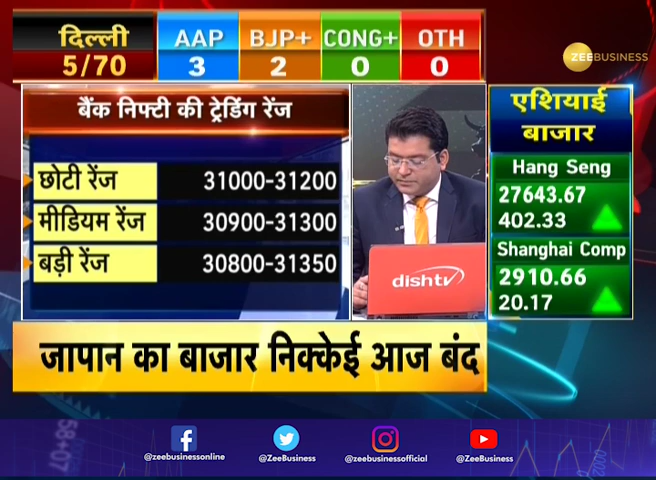 दिल्ली
5/70
AAP
3
BJP+
2
CONG+
0
OTH
0
ZEEBUSINESS
बैंक निफ्टी की ट्रेडिंग रेंज
छोटी रेंज 31000-31200
मीडियम रेंज 30900-31300
बड़ी रेंज 30800-31350
dishtv
एशियाई
बाजार
Hang Seng
27643.67
402.33
Shanghai Comp
2910.66
20.17
जापान का बाजार निक्केई आज बंद
58+07
@zeebusinessonline
@ZeeBusiness
@zeebusinessofficial
@ZeeBusiness